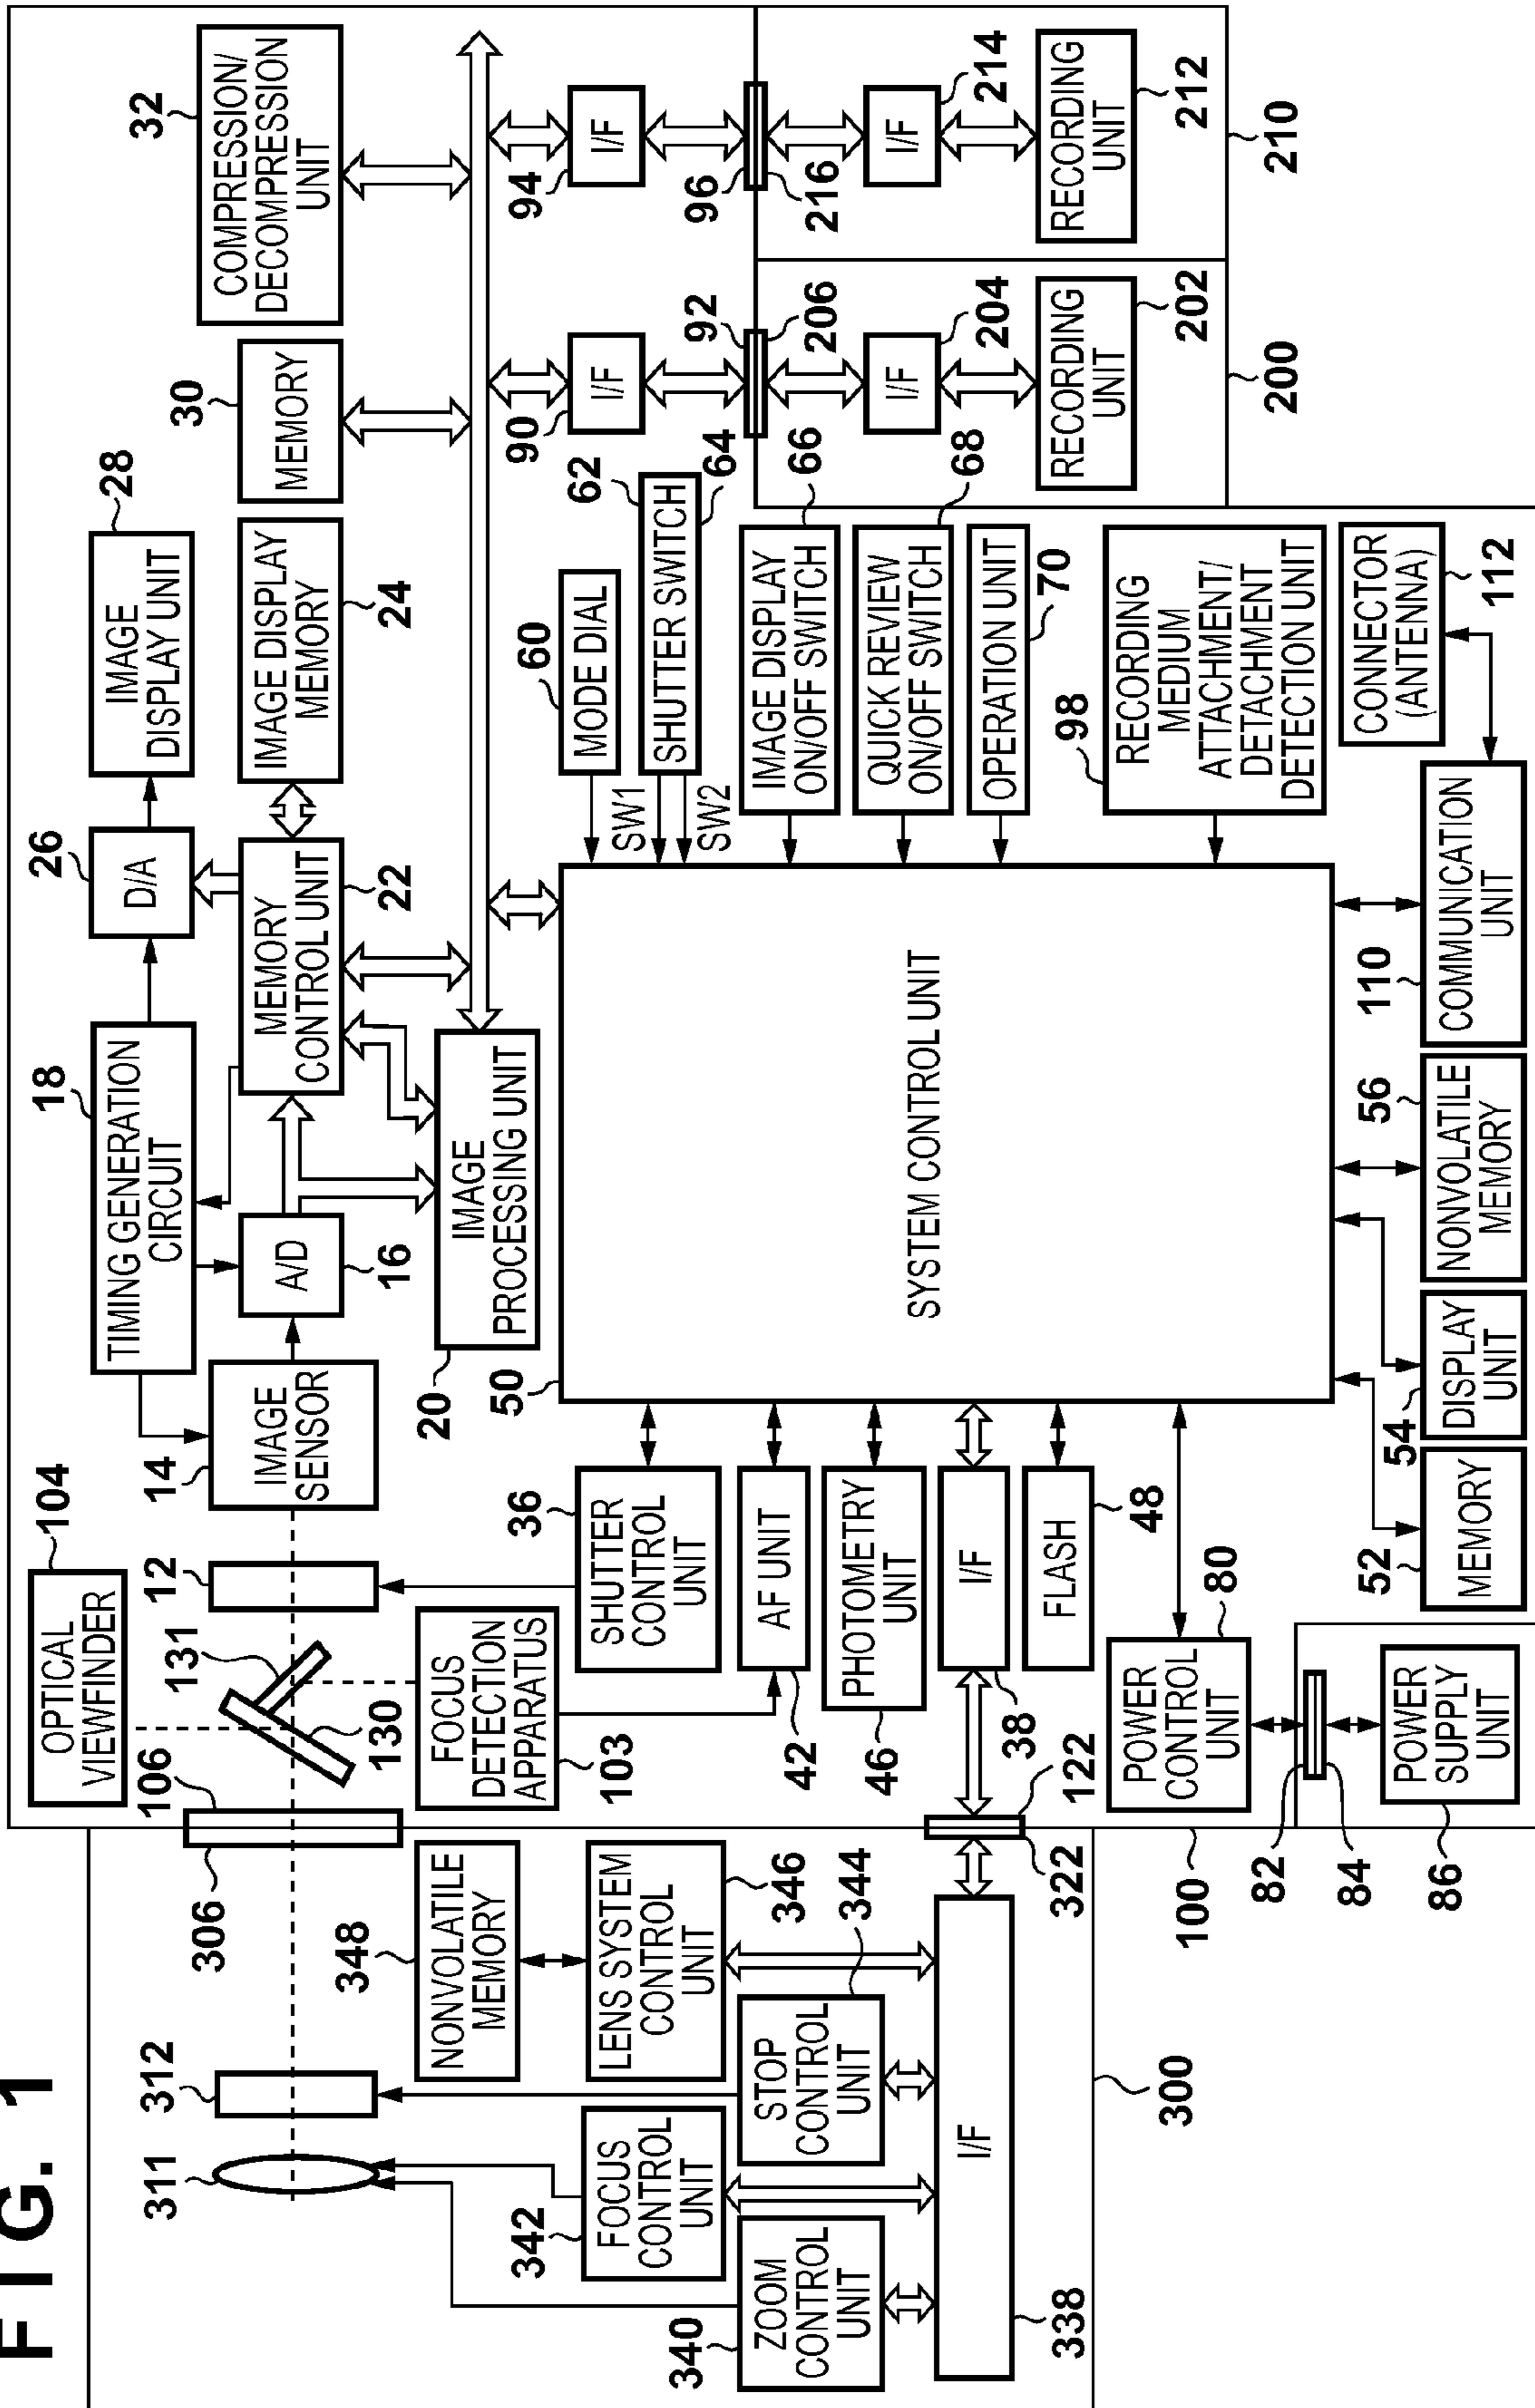 FIG. 1
104
OPTICAL
VIEWFINDER
18
TIMING GENERATION
CIRCUIT
26
D/A
28
IMAGE
DISPLAY UNIT
30
MEMORY
32
COMPRESSION/
DECOMPRESSION
UNIT
311
312
306
106
130
131
12
14
IMAGE
SENSOR
A/D
16
MEMORY
CONTROL UNIT
22
IMAGE DISPLAY
MEMORY
24
348
NONVOLATILE
MEMORY
FOCUS
DETECTION
APPARATUS
103
20
IMAGE
PROCESSING UNIT
342
FOCUS
CONTROL
UNIT
LENS SYSTEM
CONTROL
UNIT
346
36
SHUTTER
CONTROL
UNIT
50
SYSTEM CONTROL UNIT
60
MODE DIAL
62
SHUTTER SWITCH
64
SW1
SW2
90
I/F
94
I/F
92
206
96
216
340
ZOOM
CONTROL
UNIT
STOP
CONTROL
UNIT
344
AF UNIT
42
PHOTOMETRY
UNIT
46
IMAGE DISPLAY
ON/OFF SWITCH
66
QUICK REVIEW
ON/OFF SWITCH
68
OPERATION UNIT
70
I/F
204
I/F
214
I/F
338
322
122
I/F
38
FLASH
48
RECORDING
UNIT
202
RECORDING
UNIT
212
300
100
POWER
CONTROL
UNIT
80
98
RECORDING
MEDIUM
ATTACHMENT/
DETACHMENT
DETECTION UNIT
200
210
82
84
86
POWER
SUPPLY
UNIT
52
MEMORY
54
DISPLAY
UNIT
56
NONVOLATILE
MEMORY
110
COMMUNICATION
UNIT
CONNECTOR
(ANTENNA)
112